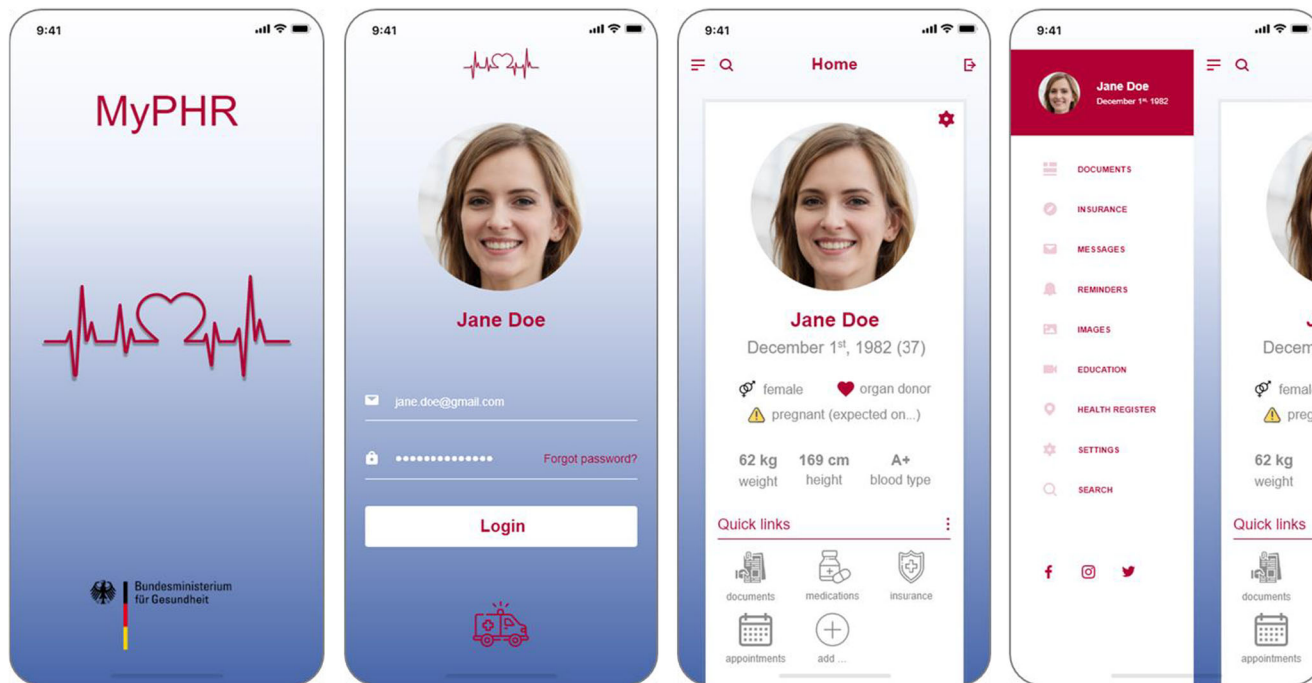 9:41
MyPHR
Bundesministerium
für Gesundheit
9:41
Jane Doe
jane.doe@gmail.com
Forgot password?
Login
9:41
Home
Jane Doe
December 1st, 1982 (37)
female organ donor
pregnant (expected on...)
62 kg 169 cm A+
weight height blood type
Quick links
documents medications insurance
appointments add ...
9:41
Jane Doe
December 1st, 1982
DOCUMENTS
INSURANCE
MESSAGES
REMINDERS
IMAGES
EDUCATION
HEALTH REGISTER
SETTINGS
SEARCH
J
Decem
femal
preg
62 kg
weight
Quick links
documents
appointments